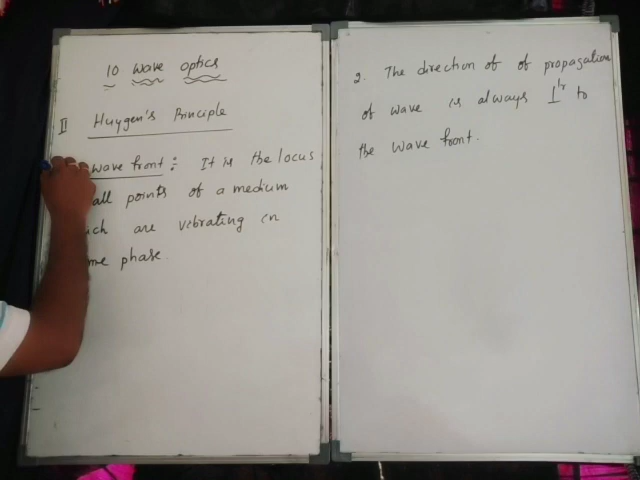 10 wave optics
II Huygen's Principle
wave front :- It is the locus
all points of a medium
are vibrating in
phase.
2. The direction of of propagation
of wave is always ⊥ʳ to
the wave front.